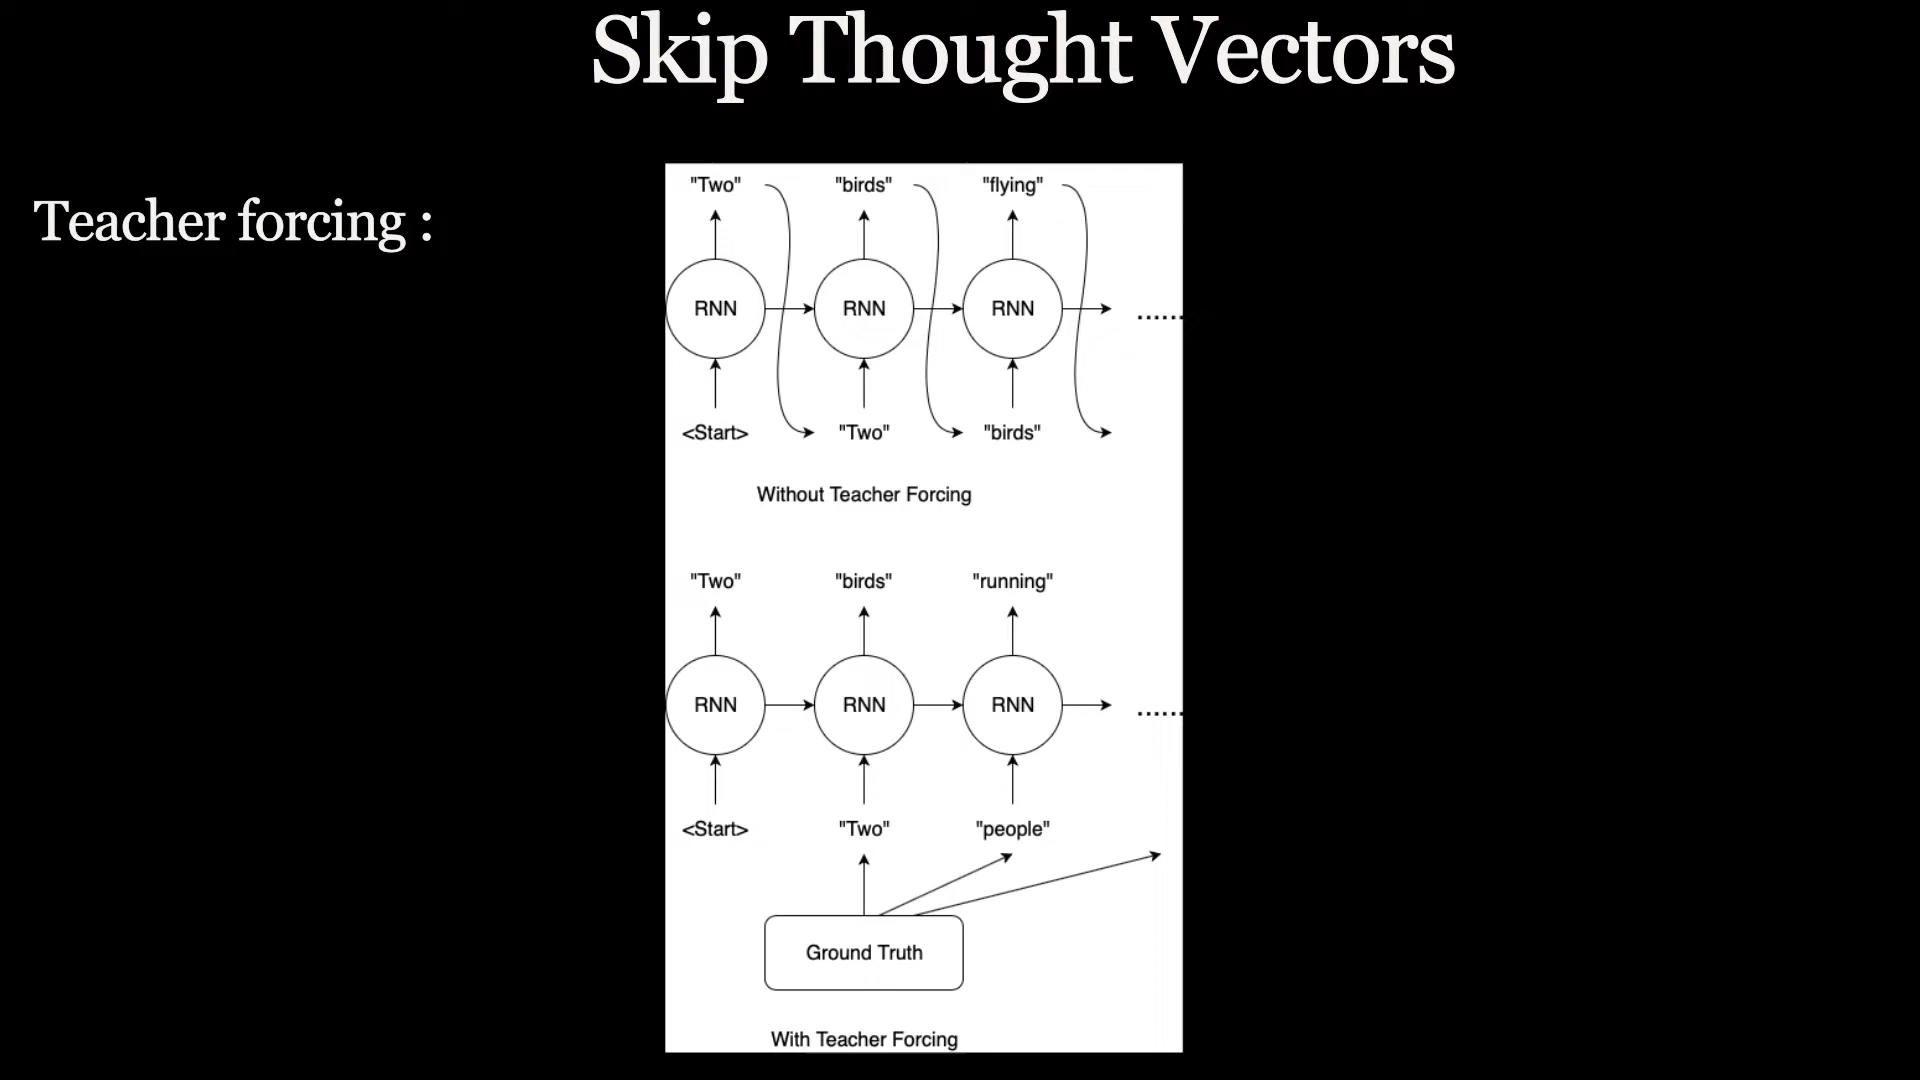 Skip Thought Vectors
Teacher forcing :
"Two" "birds" "flying"
RNN RNN RNN ......
<Start> "Two" "birds"
Without Teacher Forcing
"Two" "birds" "running"
RNN RNN RNN ......
<Start> "Two" "people"
Ground Truth
With Teacher Forcing